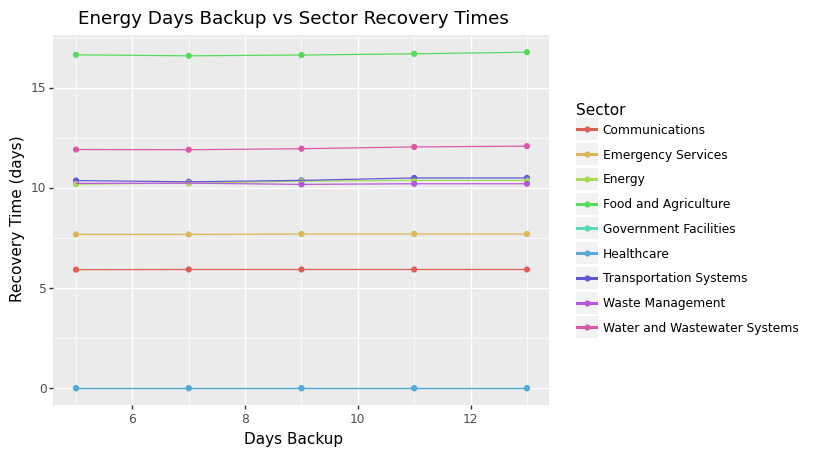 Energy Days Backup vs Sector Recovery Times
Recovery Time (days)
15
10
5
0
6 8 10 12
Days Backup
Sector
Communications
Emergency Services
Energy
Food and Agriculture
Government Facilities
Healthcare
Transportation Systems
Waste Management
Water and Wastewater Systems